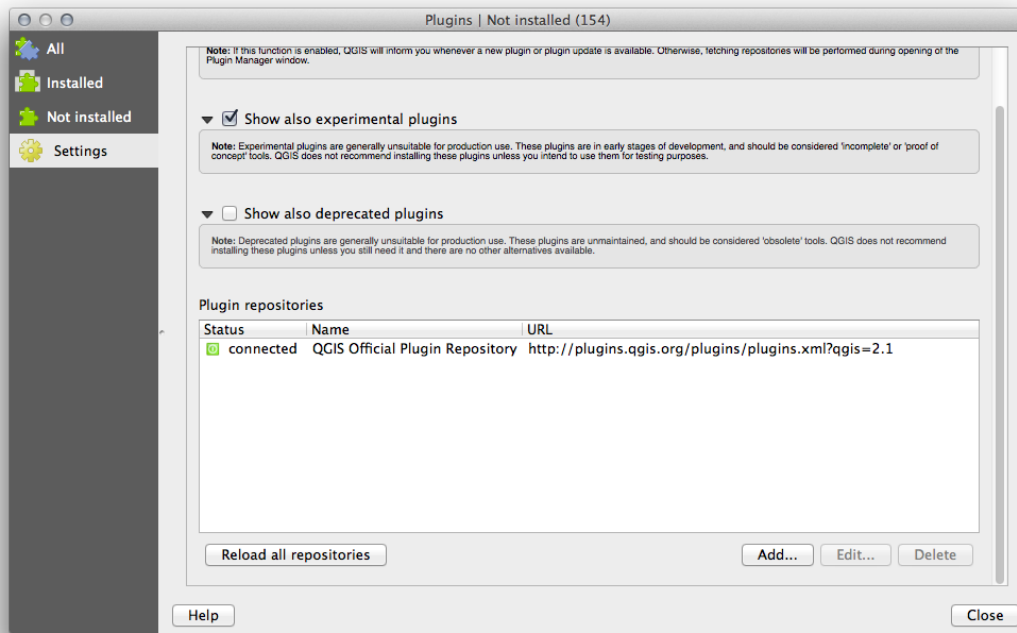 Plugins | Not installed (154)
All
Installed
Not installed
Settings
Note: If this function is enabled, QGIS will inform you whenever a new plugin or plugin update is available. Otherwise, fetching repositories will be performed during opening of the
Plugin Manager window.
Show also experimental plugins
Note: Experimental plugins are generally unsuitable for production use. These plugins are in early stages of development, and should be considered 'incomplete' or 'proof of
concept' tools. QGIS does not recommend installing these plugins unless you intend to use them for testing purposes.
Show also deprecated plugins
Note: Deprecated plugins are generally unsuitable for production use. These plugins are unmaintained, and should be considered 'obsolete' tools. QGIS does not recommend
installing these plugins unless you still need it and there are no other alternatives available.
Plugin repositories
Status Name URL
connected QGIS Official Plugin Repository http://plugins.qgis.org/plugins/plugins.xml?qgis=2.1
Reload all repositories Add... Edit... Delete
Help Close